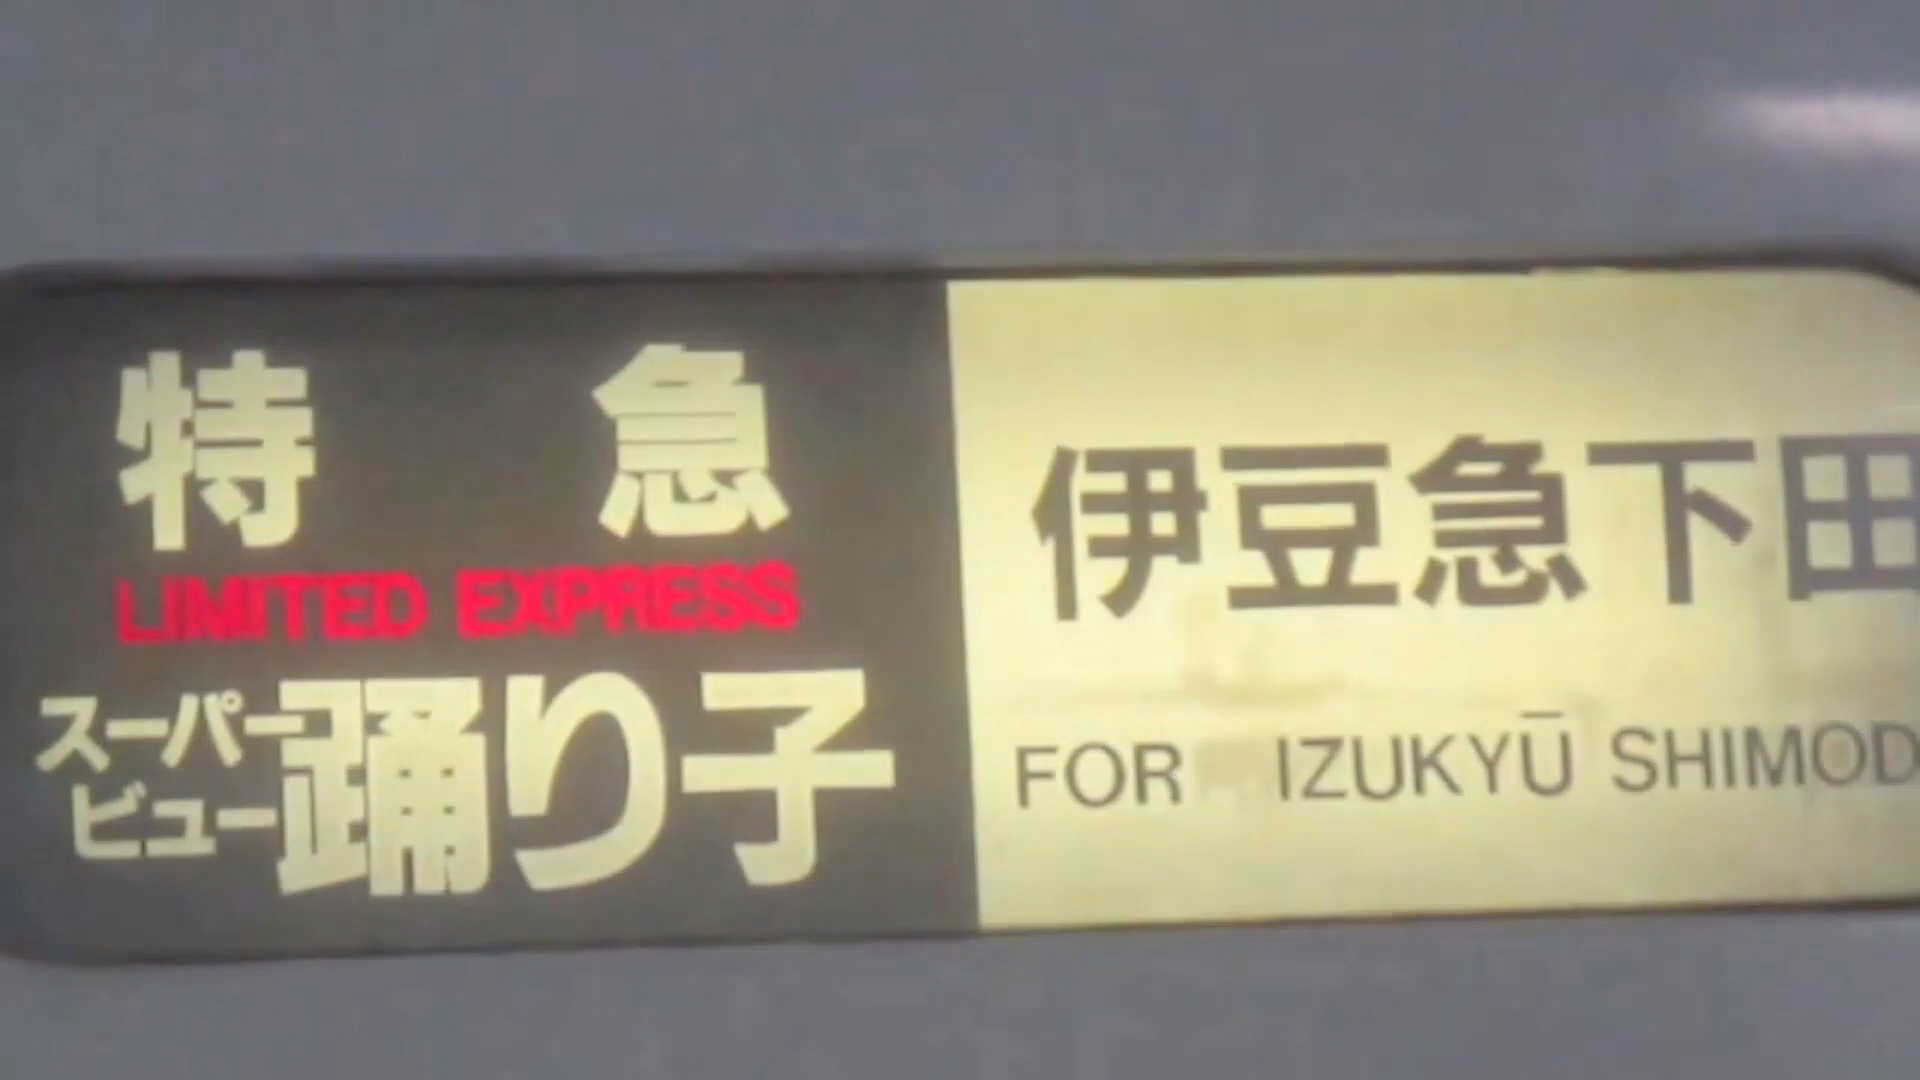 特急
LIMITED EXPRESS
スーパー
ビュー
踊り子
伊豆急下田
FOR IZUKYŪ SHIMOD